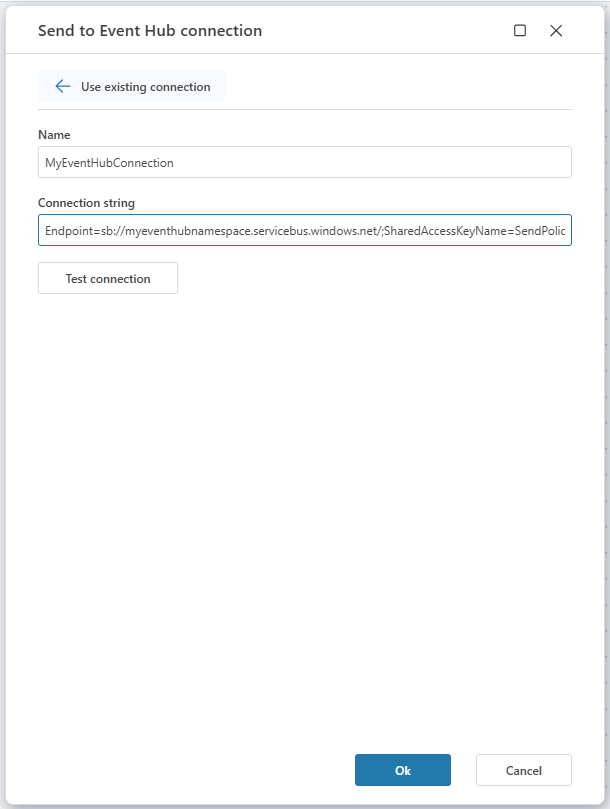 Send to Event Hub connection
Use existing connection
Name
MyEventHubConnection
Connection string
Endpoint=sb://myeventhubnamespace.servicebus.windows.net/;SharedAccessKeyName=SendPolic
Test connection
Ok
Cancel